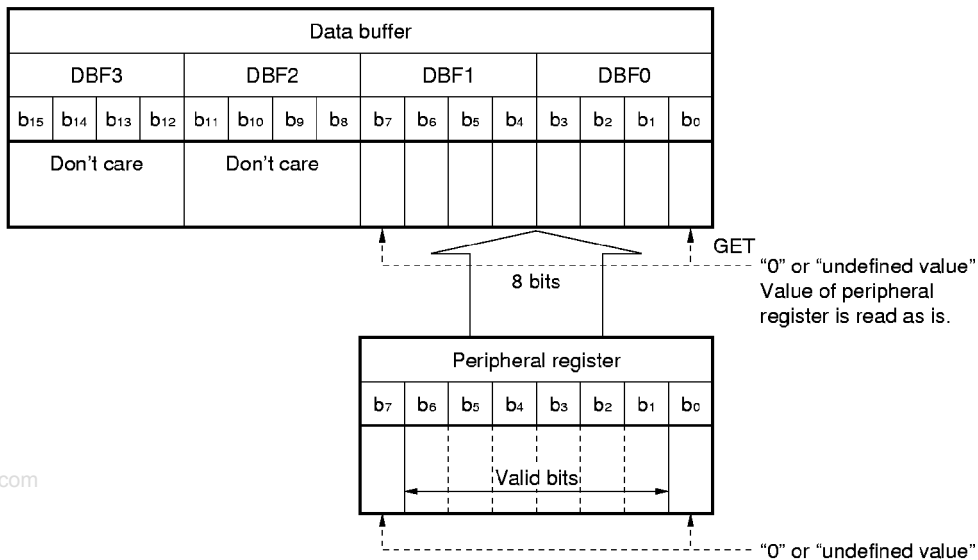 Data buffer
DBF3 DBF2 DBF1 DBF0
b15 b14 b13 b12 b11 b10 b9 b8 b7 b6 b5 b4 b3 b2 b1 b0
Don't care Don't care
GET
8 bits
“0” or “undefined value”
Value of peripheral
register is read as is.
Peripheral register
b7 b6 b5 b4 b3 b2 b1 b0
Valid bits
com
“0” or “undefined value”